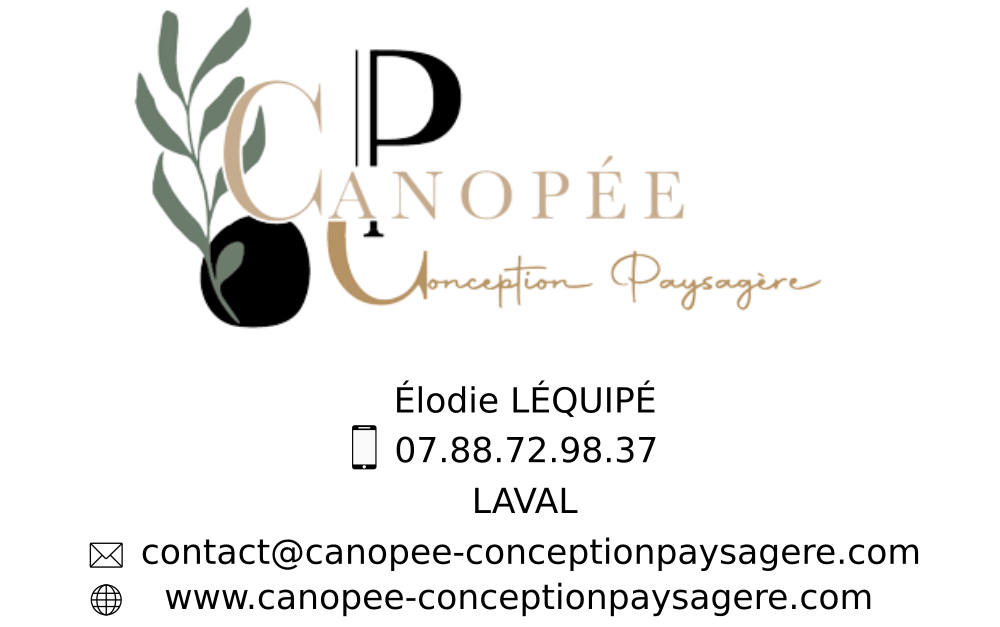 CANOPÉE
Conception Paysagère
Élodie LÉQUIPÉ
07.88.72.98.37
LAVAL
contact@canopee-conceptionpaysagere.com
www.canopee-conceptionpaysagere.com